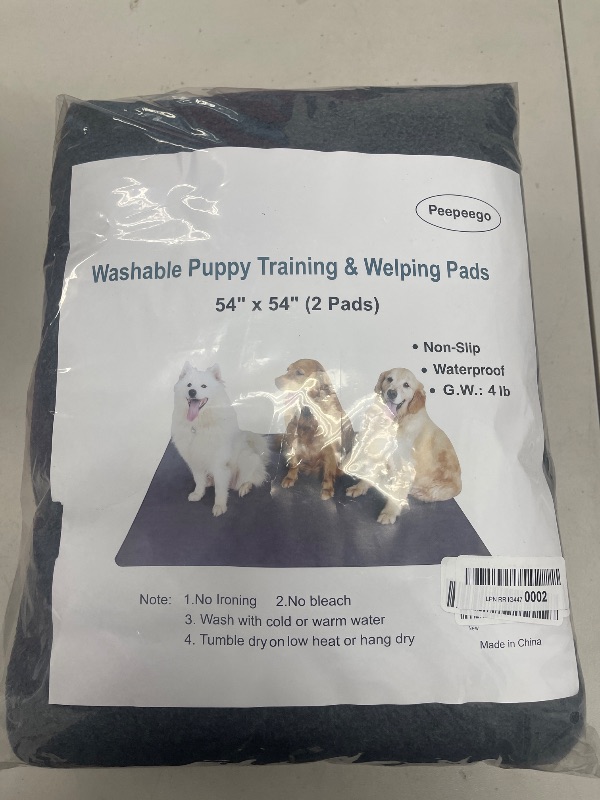 Peepeego
Washable Puppy Training & Welping Pads
54" x 54" (2 Pads)
• Non-Slip
• Waterproof
• G.W.: 4 lb
Note: 1.No Ironing 2.No bleach
3. Wash with cold or warm water
4. Tumble dry on low heat or hang dry
0002
New
Made in China